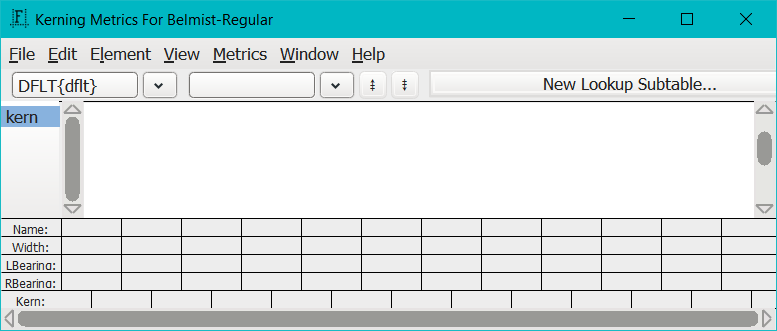 Kerning Metrics For Belmist-Regular
File Edit Element View Metrics Window Help
DFLT{dflt} New Lookup Subtable...
kern
Name:
Width:
LBearing:
RBearing:
Kern: